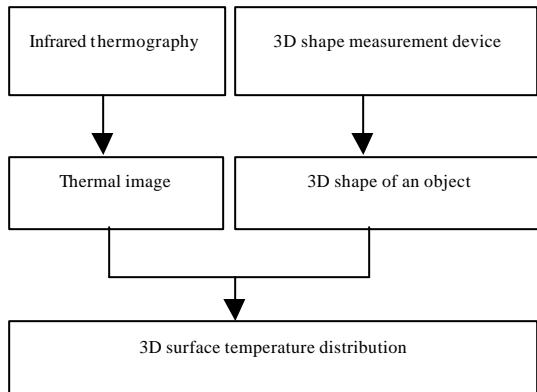 Infrared thermography
3D shape measurement device
Thermal image
3D shape of an object
3D surface temperature distribution